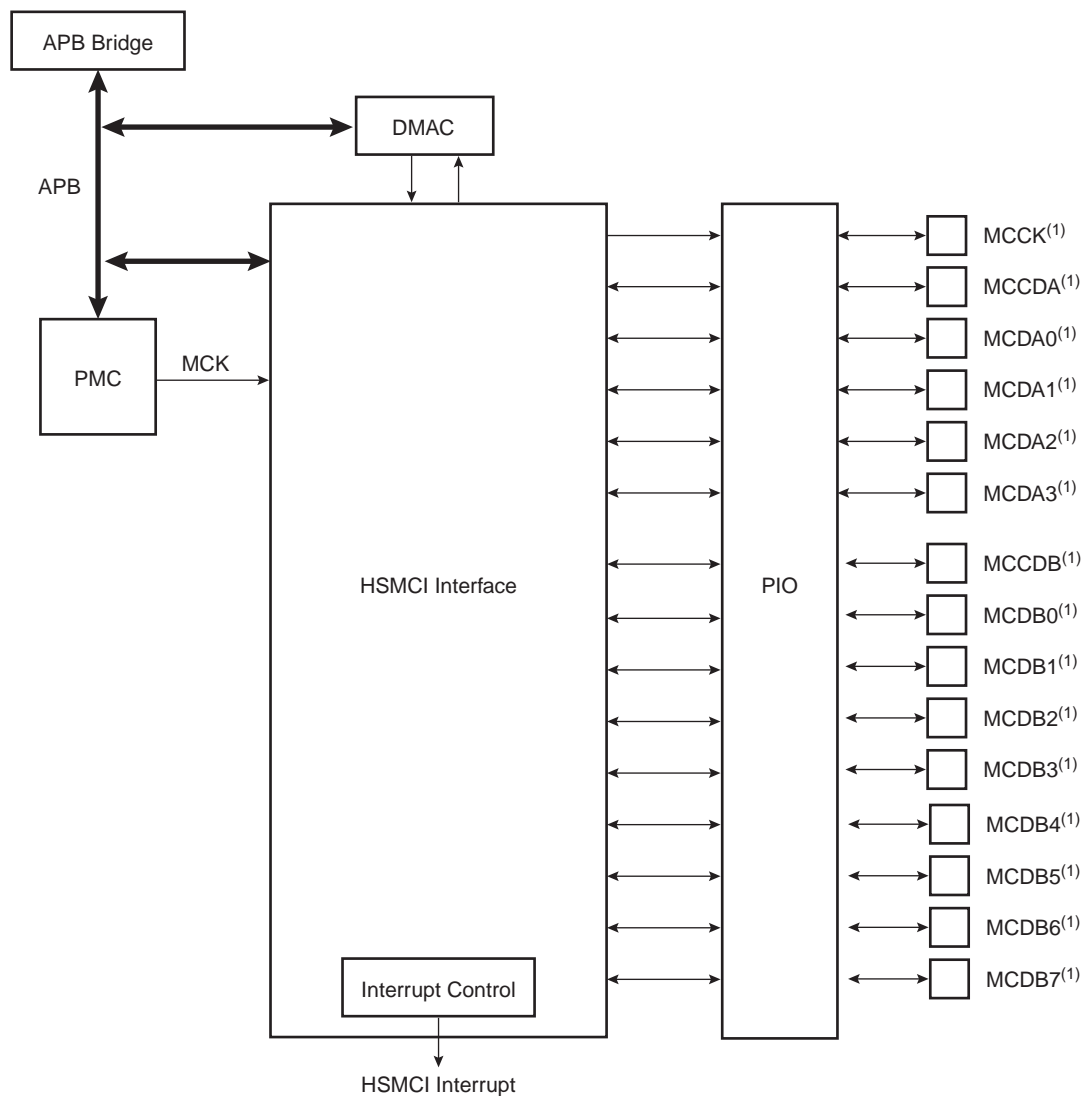 APB Bridge
DMAC
APB
MCCK(1)
MCCDA(1)
MCDA0(1)
PMC
MCK
MCDA1(1)
MCDA2(1)
MCDA3(1)
HSMCI Interface
PIO
MCCDB(1)
MCDB0(1)
MCDB1(1)
MCDB2(1)
MCDB3(1)
MCDB4(1)
MCDB5(1)
MCDB6(1)
Interrupt Control
MCDB7(1)
HSMCI Interrupt